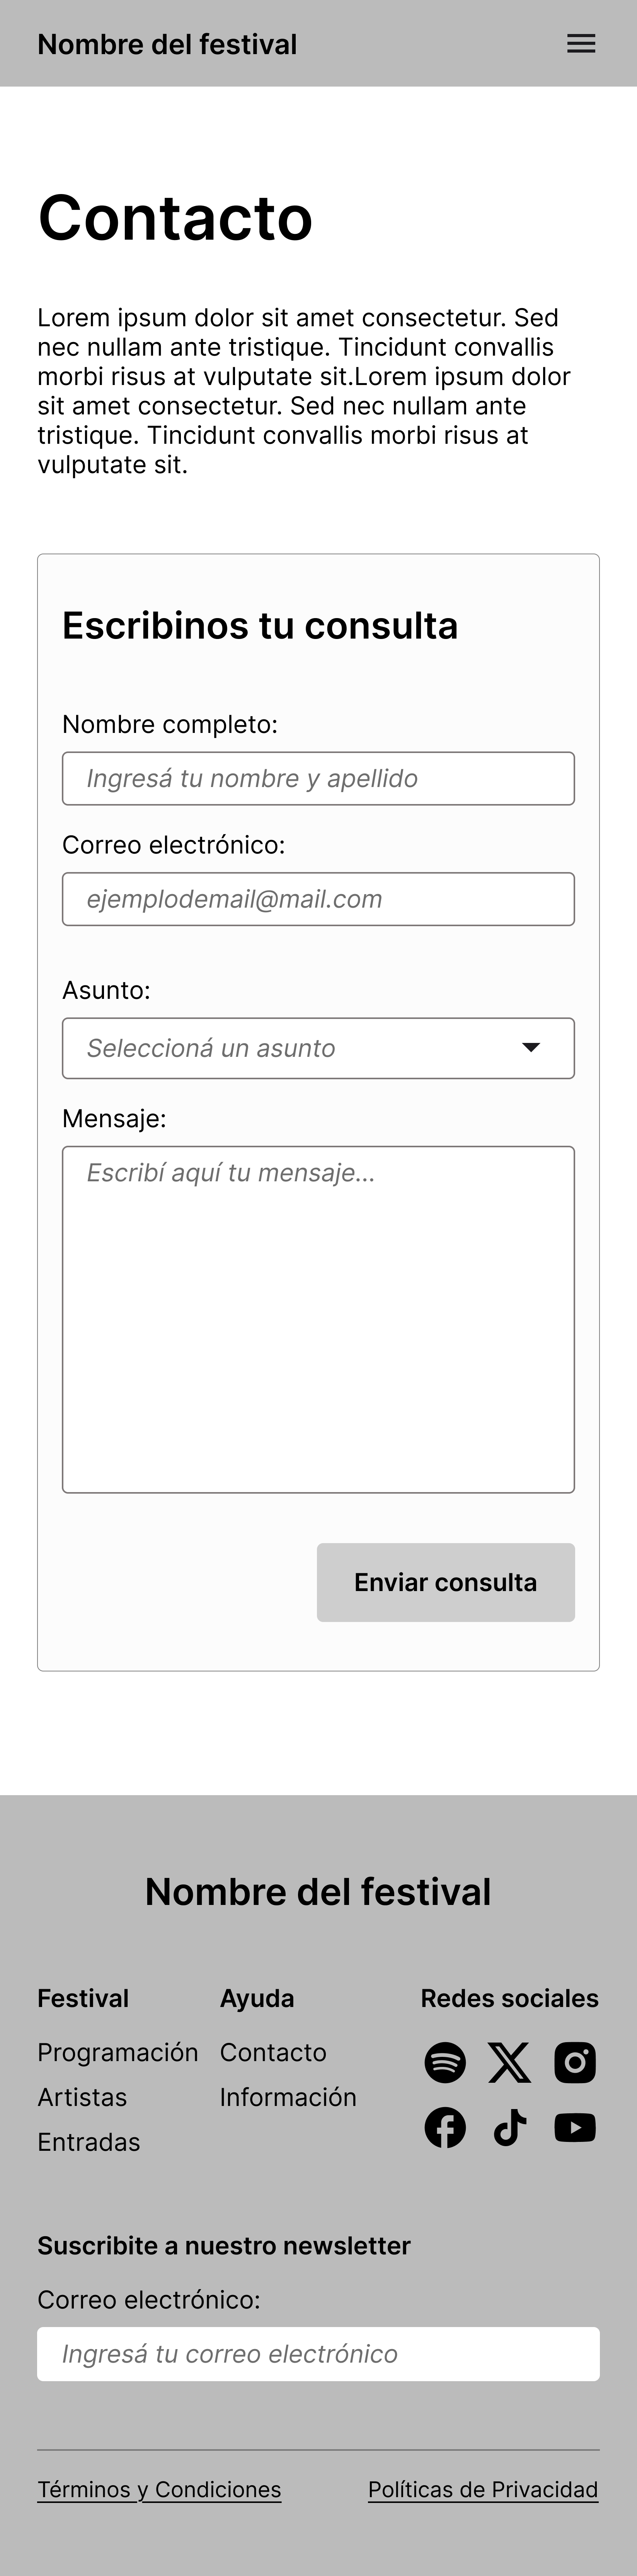 Nombre del festival
Contacto
Lorem ipsum dolor sit amet consectetur. Sed
nec nullam ante tristique. Tincidunt convallis
morbi risus at vulputate sit.Lorem ipsum dolor
sit amet consectetur. Sed nec nullam ante
tristique. Tincidunt convallis morbi risus at
vulputate sit.
Escribinos tu consulta
Nombre completo:
Ingresá tu nombre y apellido
Correo electrónico:
ejemplodemail@mail.com
Asunto:
Seleccioná un asunto
Mensaje:
Escribí aquí tu mensaje...
Enviar consulta
Nombre del festival
Festival
Programación
Artistas
Entradas
Ayuda
Contacto
Información
Redes sociales
Suscribite a nuestro newsletter
Correo electrónico:
Ingresá tu correo electrónico
Términos y Condiciones
Políticas de Privacidad